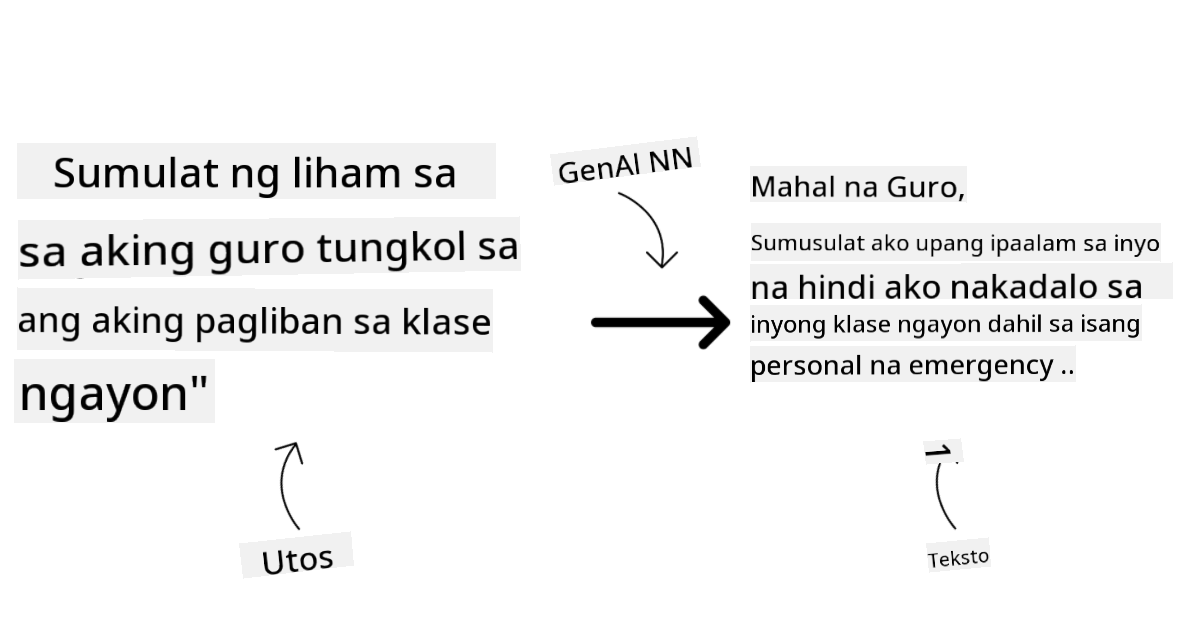 Sumulat ng liham sa
sa aking guro tungkol sa
ang aking pagliban sa klase
ngayon"
Utos
GenAI NN
Mahal na Guro,
Sumusulat ako upang ipaalam sa inyo
na hindi ako nakadalo sa
inyong klase ngayon dahil sa isang
personal na emergency ..
Teksto